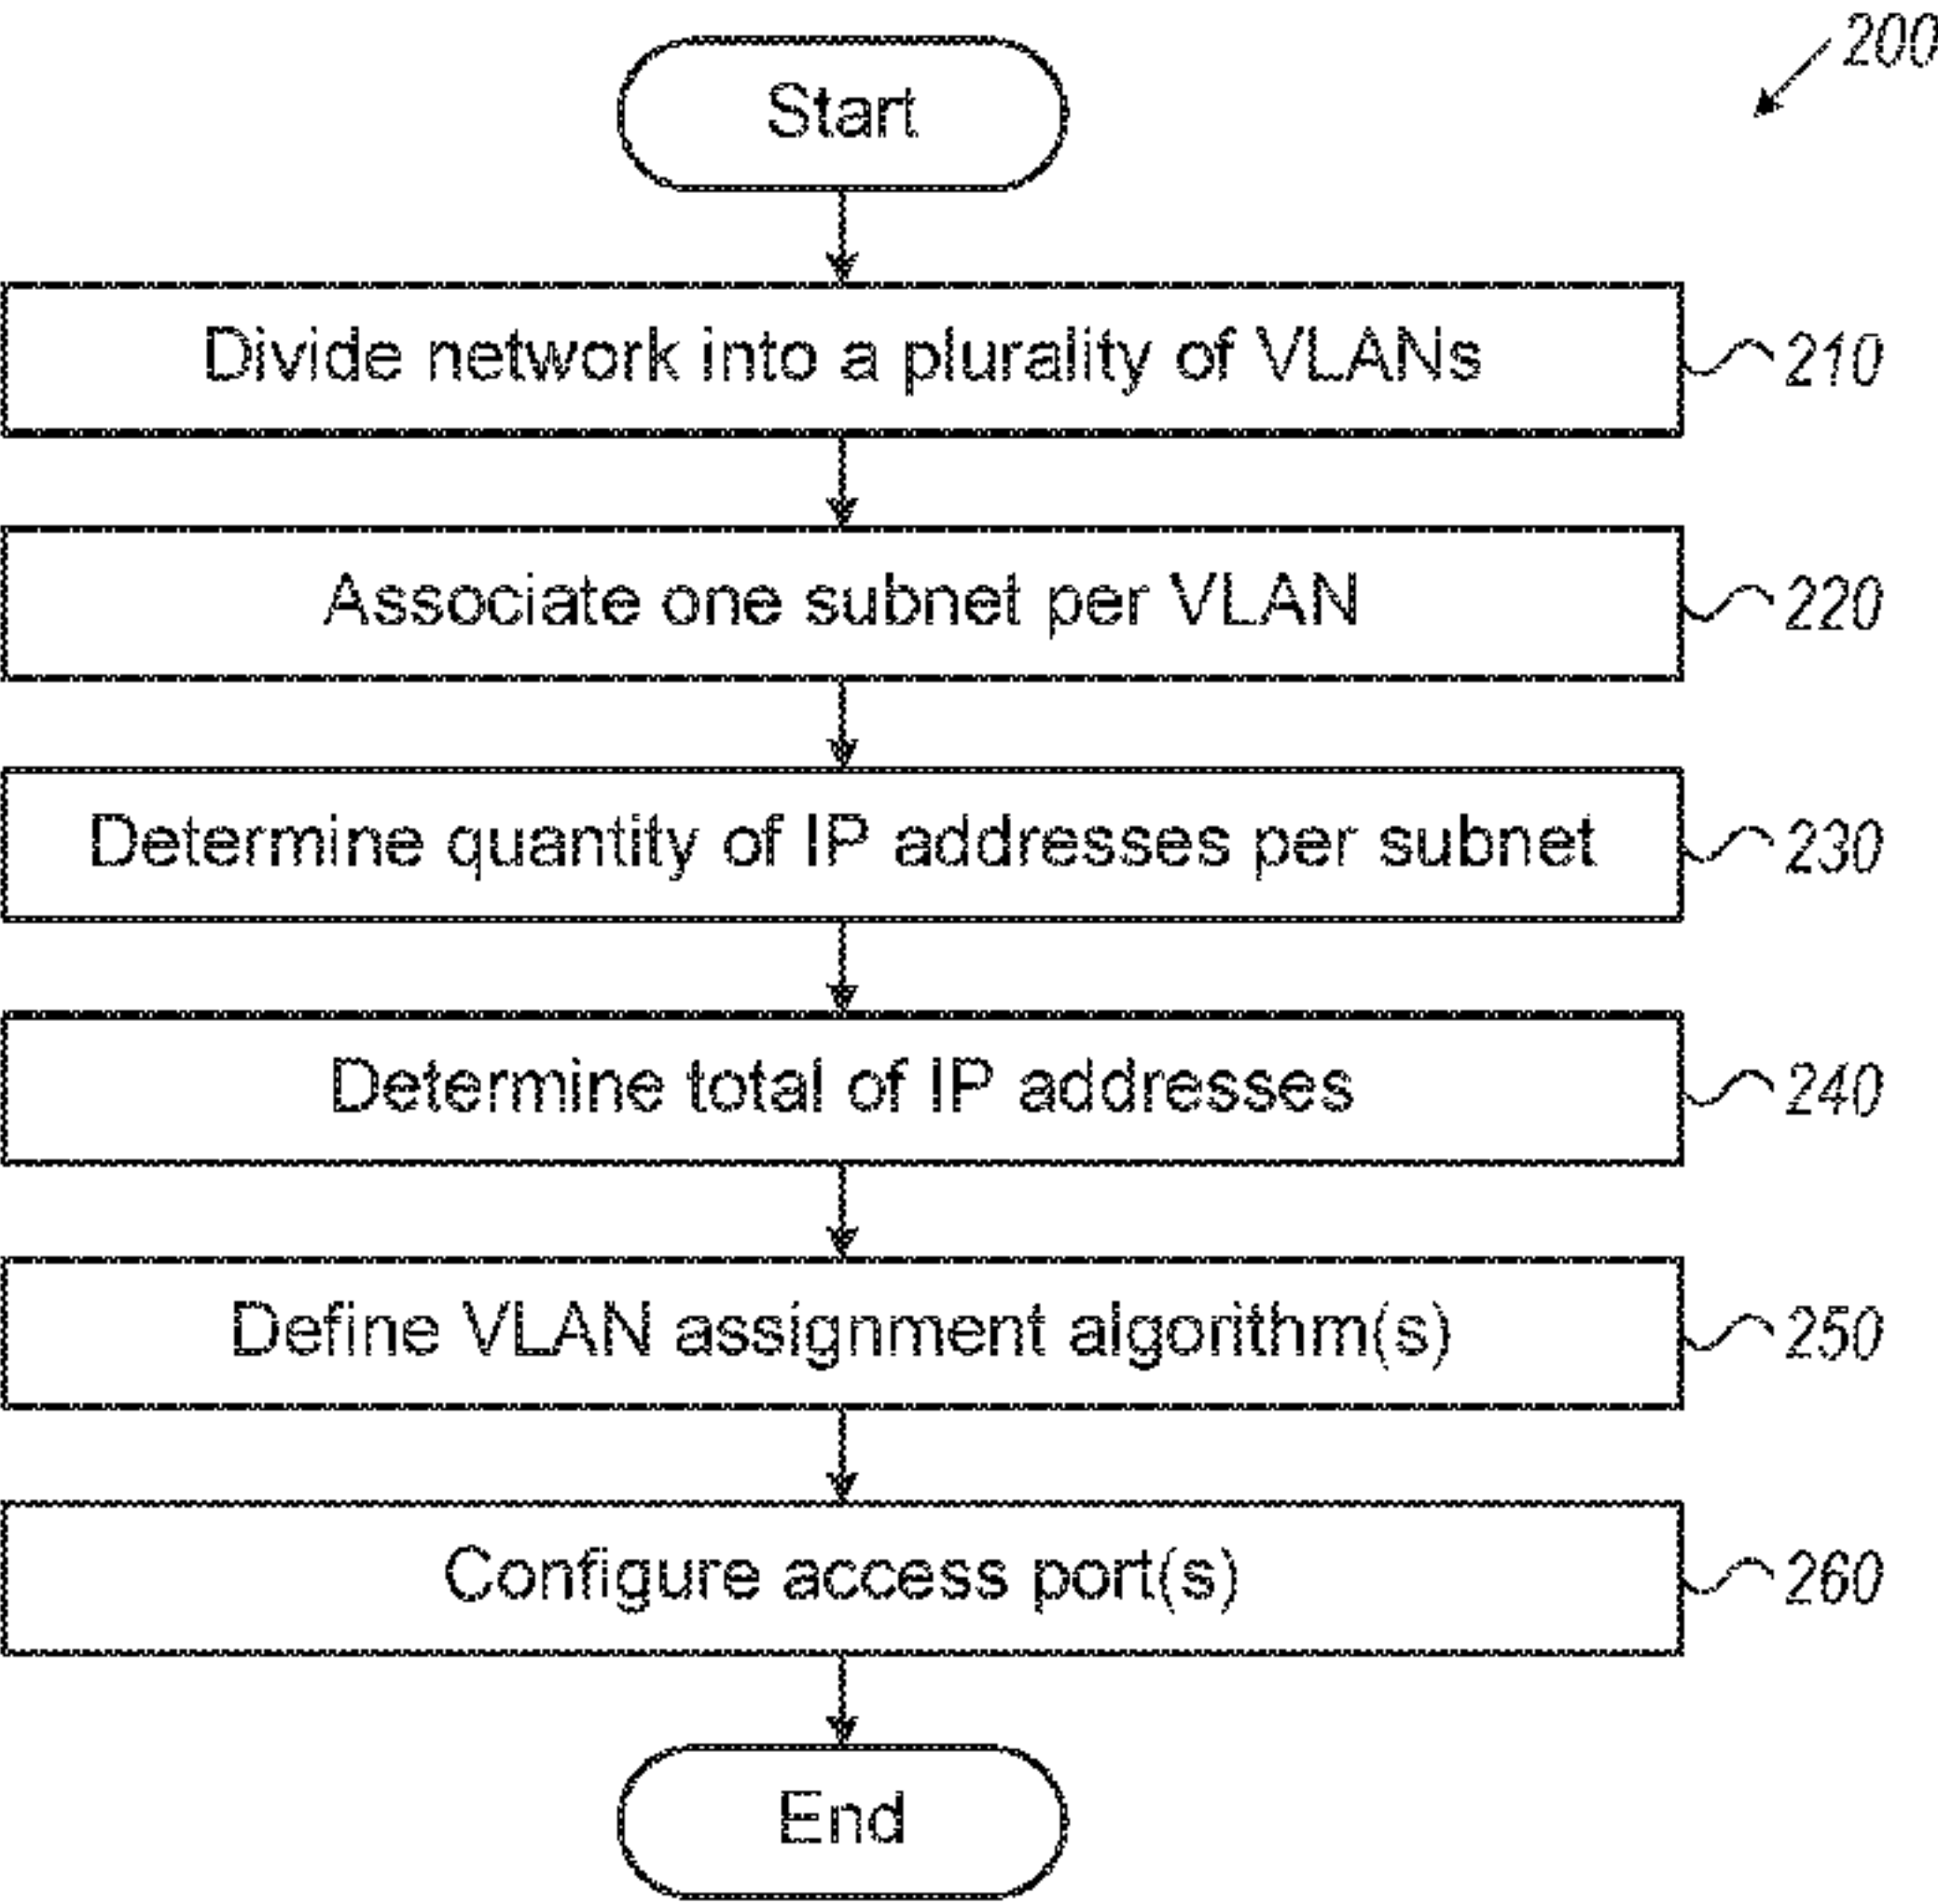 200
Start
Divide network into a plurality of VLANs
210
Associate one subnet per VLAN
220
Determine quantity of IP addresses per subnet
230
Determine total of IP addresses
240
Define VLAN assignment algorithm(s)
250
Configure access port(s)
260
End